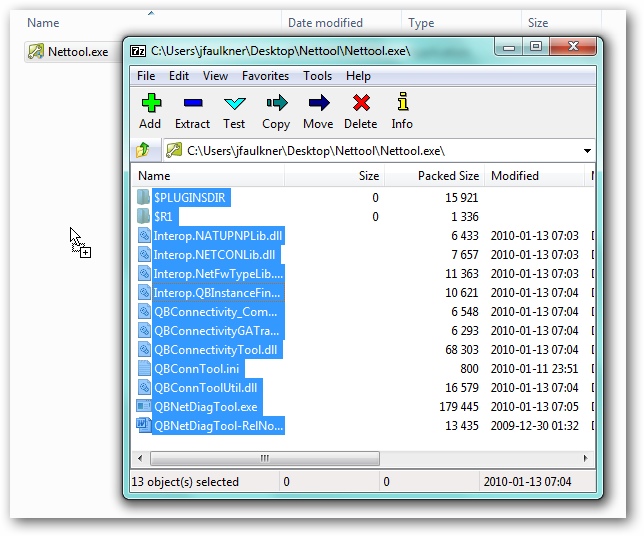 Name Date modified Type Size
Nettool.exe
C:\Users\jfaulkner\Desktop\Nettool\Nettool.exe\
File Edit View Favorites Tools Help
Add Extract Test Copy Move Delete Info
C:\Users\jfaulkner\Desktop\Nettool\Nettool.exe\
Name Size Packed Size Modified
$PLUGINSDIR 0 15 921
$R1 0 1 336
Interop.NATUPNPLib.dll 6 433 2010-01-13 07:03
Interop.NETCONLib.dll 7 657 2010-01-13 07:03
Interop.NetFwTypeLib.... 11 363 2010-01-13 07:03
Interop.QBInstanceFin... 10 621 2010-01-13 07:04
QBConnectivity_Com... 6 548 2010-01-13 07:04
QBConnectivityGATra... 6 293 2010-01-13 07:04
QBConnectivityTool.dll 68 303 2010-01-13 07:04
QBConnTool.ini 800 2010-01-11 23:51
QBConnToolUtil.dll 16 579 2010-01-13 07:04
QBNetDiagTool.exe 179 445 2010-01-13 07:05
QBNetDiagTool-RelNo... 13 435 2009-12-30 01:32
13 object(s) selected 0 0 2010-01-13 07:04